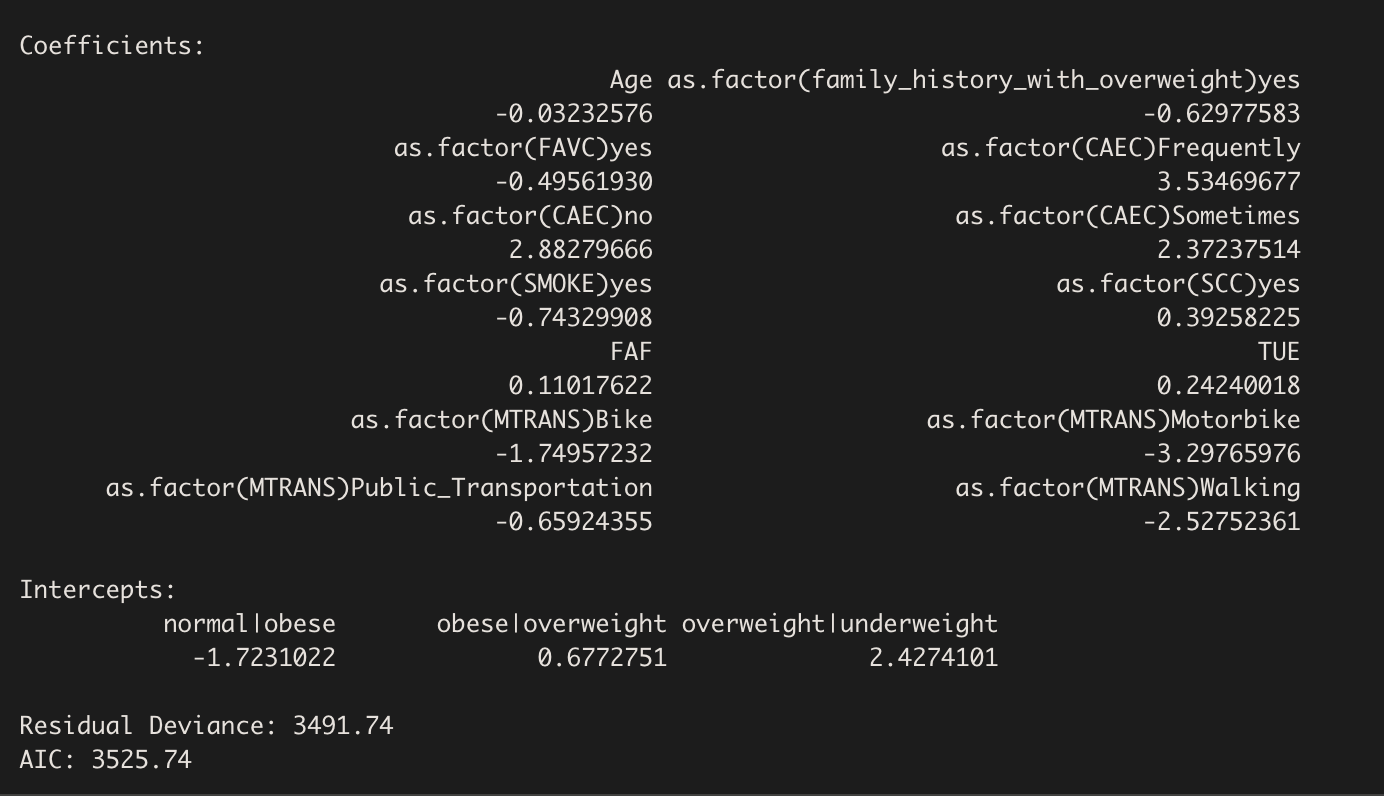 Coefficients:
Age as.factor(family_history_with_overweight)yes
-0.03232576 -0.62977583
as.factor(FAVC)yes as.factor(CAEC)Frequently
-0.49561930 3.53469677
as.factor(CAEC)no as.factor(CAEC)Sometimes
2.88279666 2.37237514
as.factor(SMOKE)yes as.factor(SCC)yes
-0.74329908 0.39258225
FAF TUE
0.11017622 0.24240018
as.factor(MTRANS)Bike as.factor(MTRANS)Motorbike
-1.74957232 -3.29765976
as.factor(MTRANS)Public_Transportation as.factor(MTRANS)Walking
-0.65924355 -2.52752361
Intercepts:
normal|obese obese|overweight overweight|underweight
-1.7231022 0.6772751 2.4274101
Residual Deviance: 3491.74
AIC: 3525.74